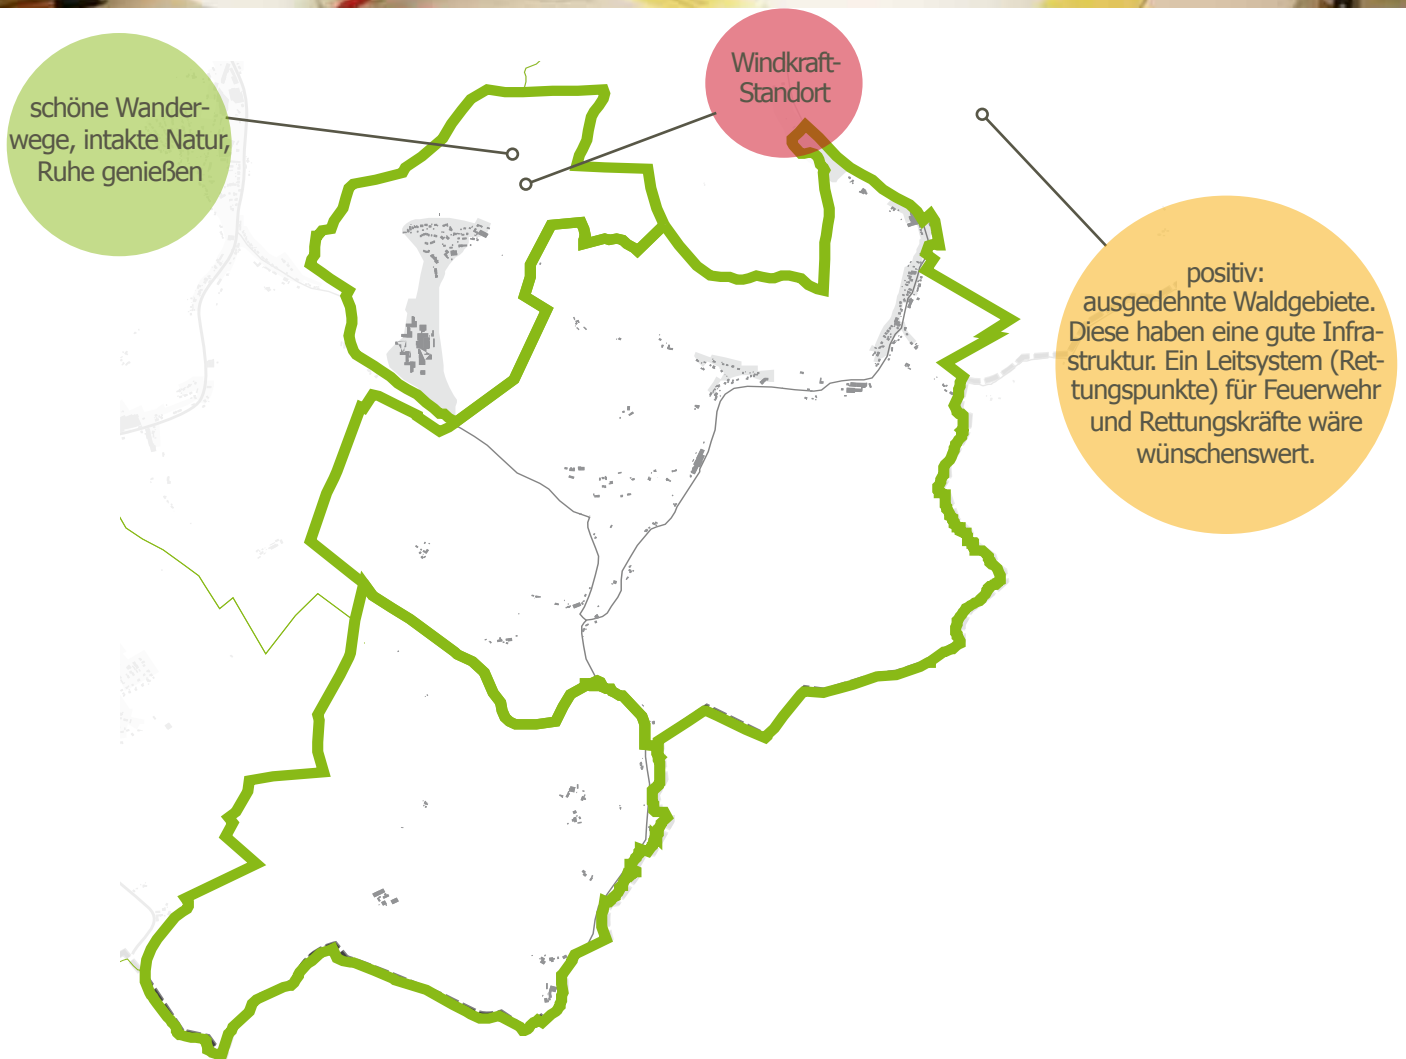 schöne Wander-
wege, intakte Natur,
Ruhe genießen
Windkraft-
Standort
positiv:
ausgedehnte Waldgebiete.
Diese haben eine gute Infra-
struktur. Ein Leitsystem (Ret-
tungspunkte) für Feuerwehr
und Rettungskräfte wäre
wünschenswert.